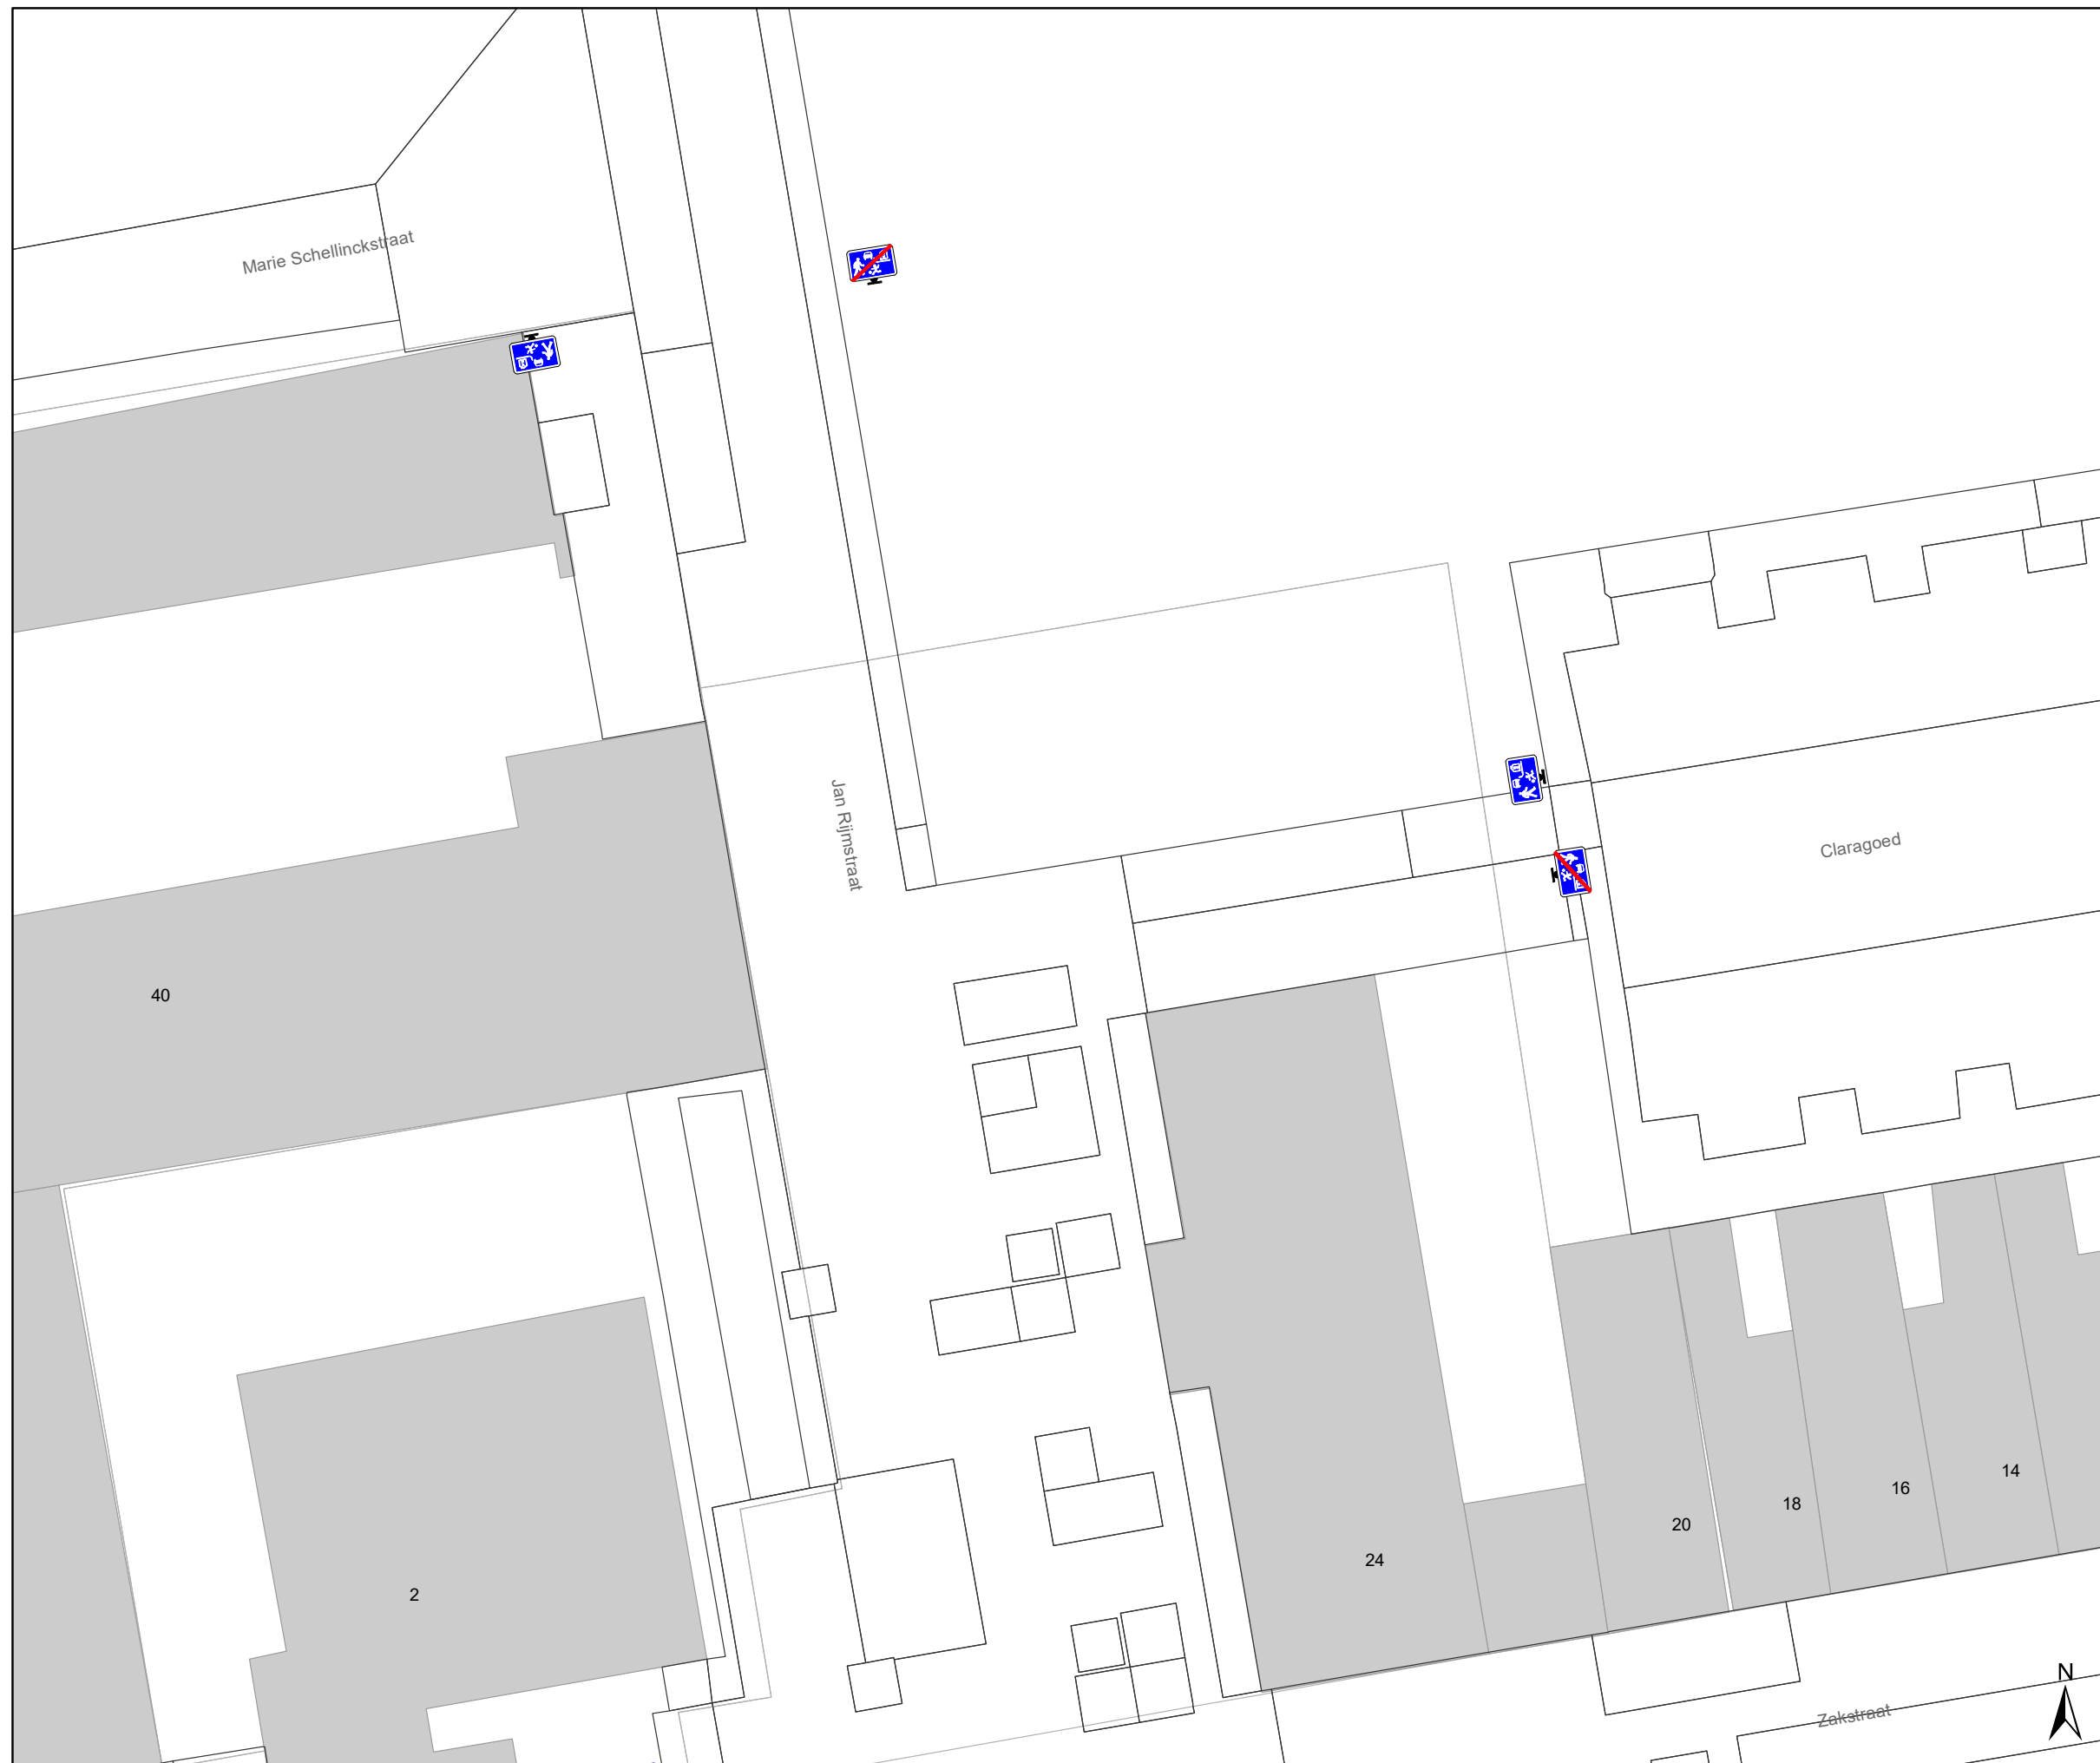 Marie Schellinckstraat
Jan Rijmstraat
Claragoed
40
14
16
18
20
24
2
N
Zakstraat